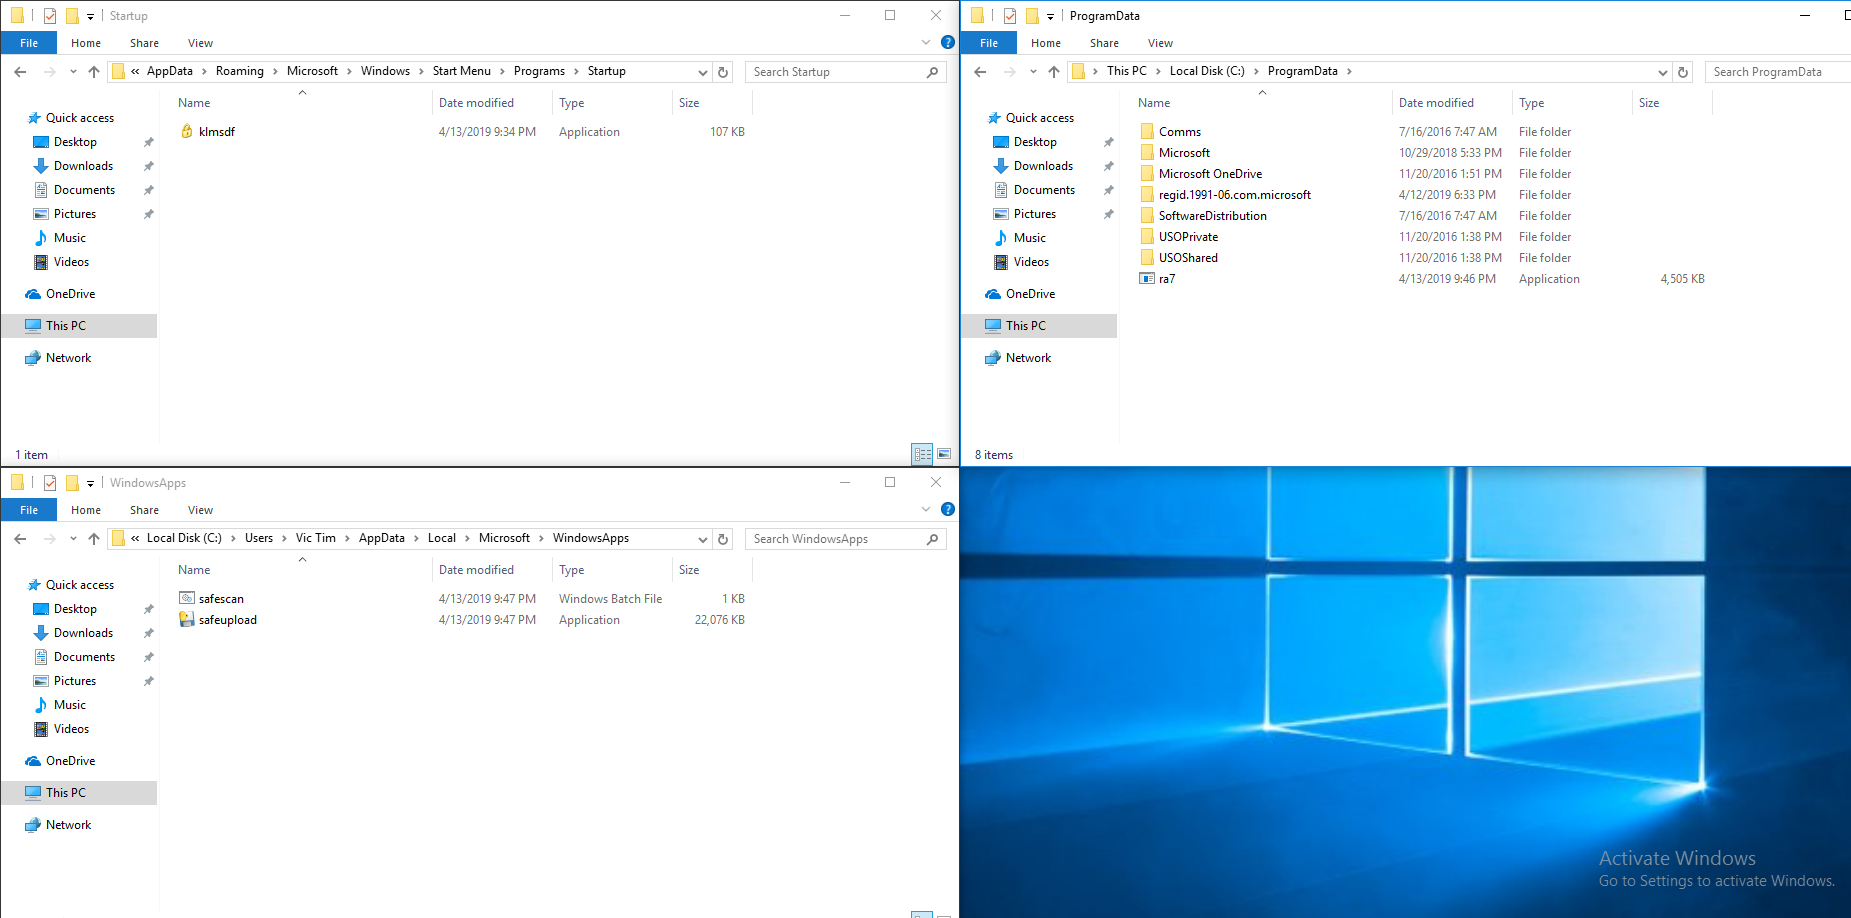 Startup
File Home Share View
« AppData › Roaming › Microsoft › Windows › Start Menu › Programs › Startup
Search Startup
Name Date modified Type Size
klmsdf 4/13/2019 9:34 PM Application 107 KB
Quick access
Desktop
Downloads
Documents
Pictures
Music
Videos
OneDrive
This PC
Network
1 item
ProgramData
File Home Share View
› This PC › Local Disk (C:) › ProgramData ›
Search ProgramData
Name Date modified Type Size
Comms 7/16/2016 7:47 AM File folder
Microsoft 10/29/2018 5:33 PM File folder
Microsoft OneDrive 11/20/2016 1:51 PM File folder
regid.1991-06.com.microsoft 4/12/2019 6:33 PM File folder
SoftwareDistribution 7/16/2016 7:47 AM File folder
USOPrivate 11/20/2016 1:38 PM File folder
USOShared 11/20/2016 1:38 PM File folder
ra7 4/13/2019 9:46 PM Application 4,505 KB
Quick access
Desktop
Downloads
Documents
Pictures
Music
Videos
OneDrive
This PC
Network
8 items
WindowsApps
File Home Share View
« Local Disk (C:) › Users › Vic Tim › AppData › Local › Microsoft › WindowsApps
Search WindowsApps
Name Date modified Type Size
safescan 4/13/2019 9:47 PM Windows Batch File 1 KB
safeupload 4/13/2019 9:47 PM Application 22,076 KB
Quick access
Desktop
Downloads
Documents
Pictures
Music
Videos
OneDrive
This PC
Network
Activate Windows
Go to Settings to activate Windows.